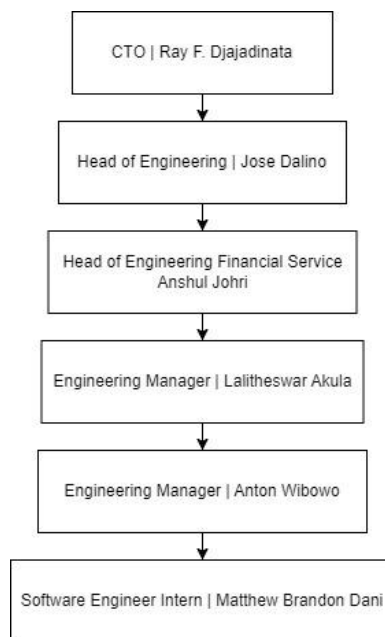 CTO | Ray F. Djajadinata
Head of Engineering | Jose Dalino
Head of Engineering Financial Service
Anshul Johri
Engineering Manager | Lalitheswar Akula
Engineering Manager | Anton Wibowo
Software Engineer Intern | Matthew Brandon Dani